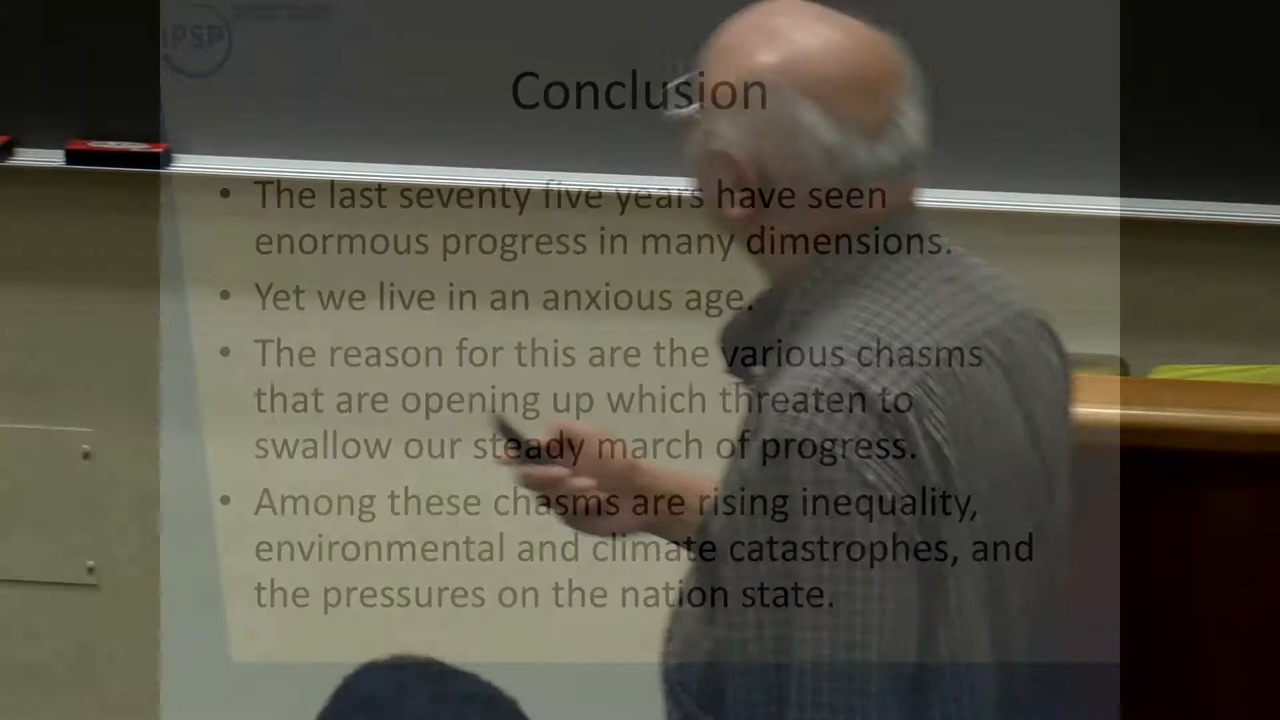 IPSP
Conclusion
• The last seventy five years have seen
enormous progress in many dimensions.
• Yet we live in an anxious age.
• The reason for this are the various chasms
that are opening up which threaten to
swallow our steady march of progress.
• Among these chasms are rising inequality,
environmental and climate catastrophes, and
the pressures on the nation state.